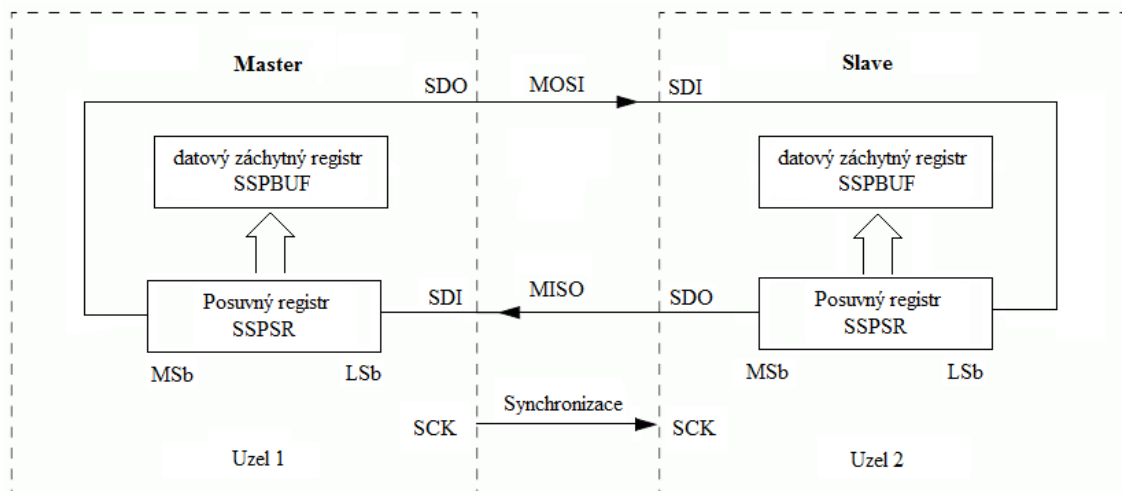 Master
Slave
SDO MOSI SDI
datový záchytný registr
SSPBUF
datový záchytný registr
SSPBUF
Posuvný registr
SSPSR
SDI MISO SDO
Posuvný registr
SSPSR
MSb LSb
MSb LSb
Synchronizace
SCK SCK
Uzel 1
Uzel 2